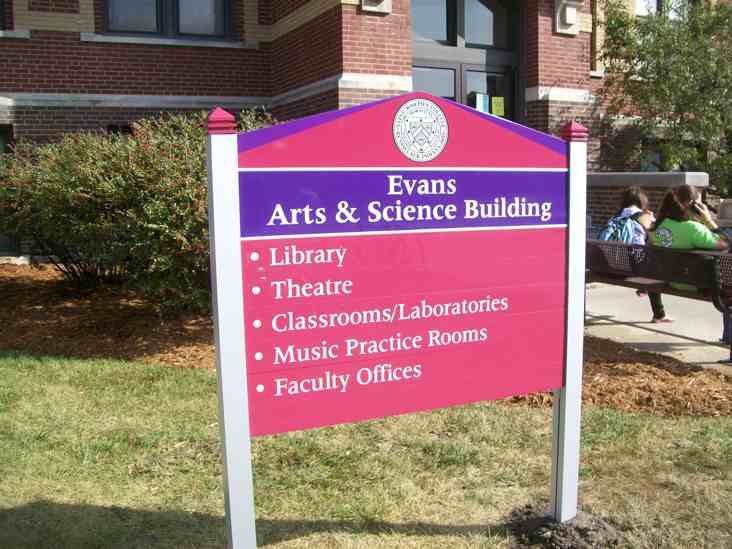 Evans
Arts & Science Building
• Library
• Theatre
• Classrooms/Laboratories
• Music Practice Rooms
• Faculty Offices